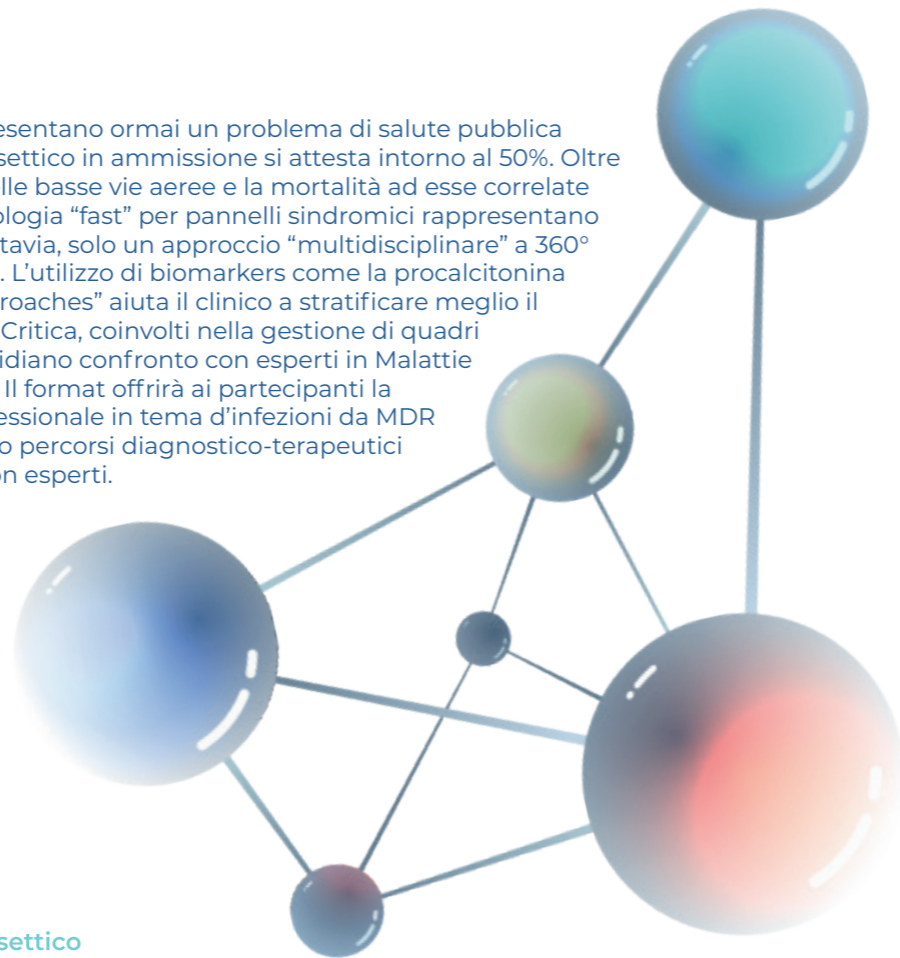 esentano ormai un problema di salute pubblica
settico in ammissione si attesta intorno al 50%. Oltre
lle basse vie aeree e la mortalità ad esse correlate
ologia “fast” per pannelli sindromici rappresentano
tavia, solo un approccio “multidisciplinare” a 360°
. L’utilizzo di biomarkers come la procalcitonina
roaches” aiuta il clinico a stratificare meglio il
Critica, coinvolti nella gestione di quadri
idiano confronto con esperti in Malattie
Il format offrirà ai partecipanti la
essionale in tema d’infezioni da MDR
o percorsi diagnostico-terapeutici
on esperti.
settico